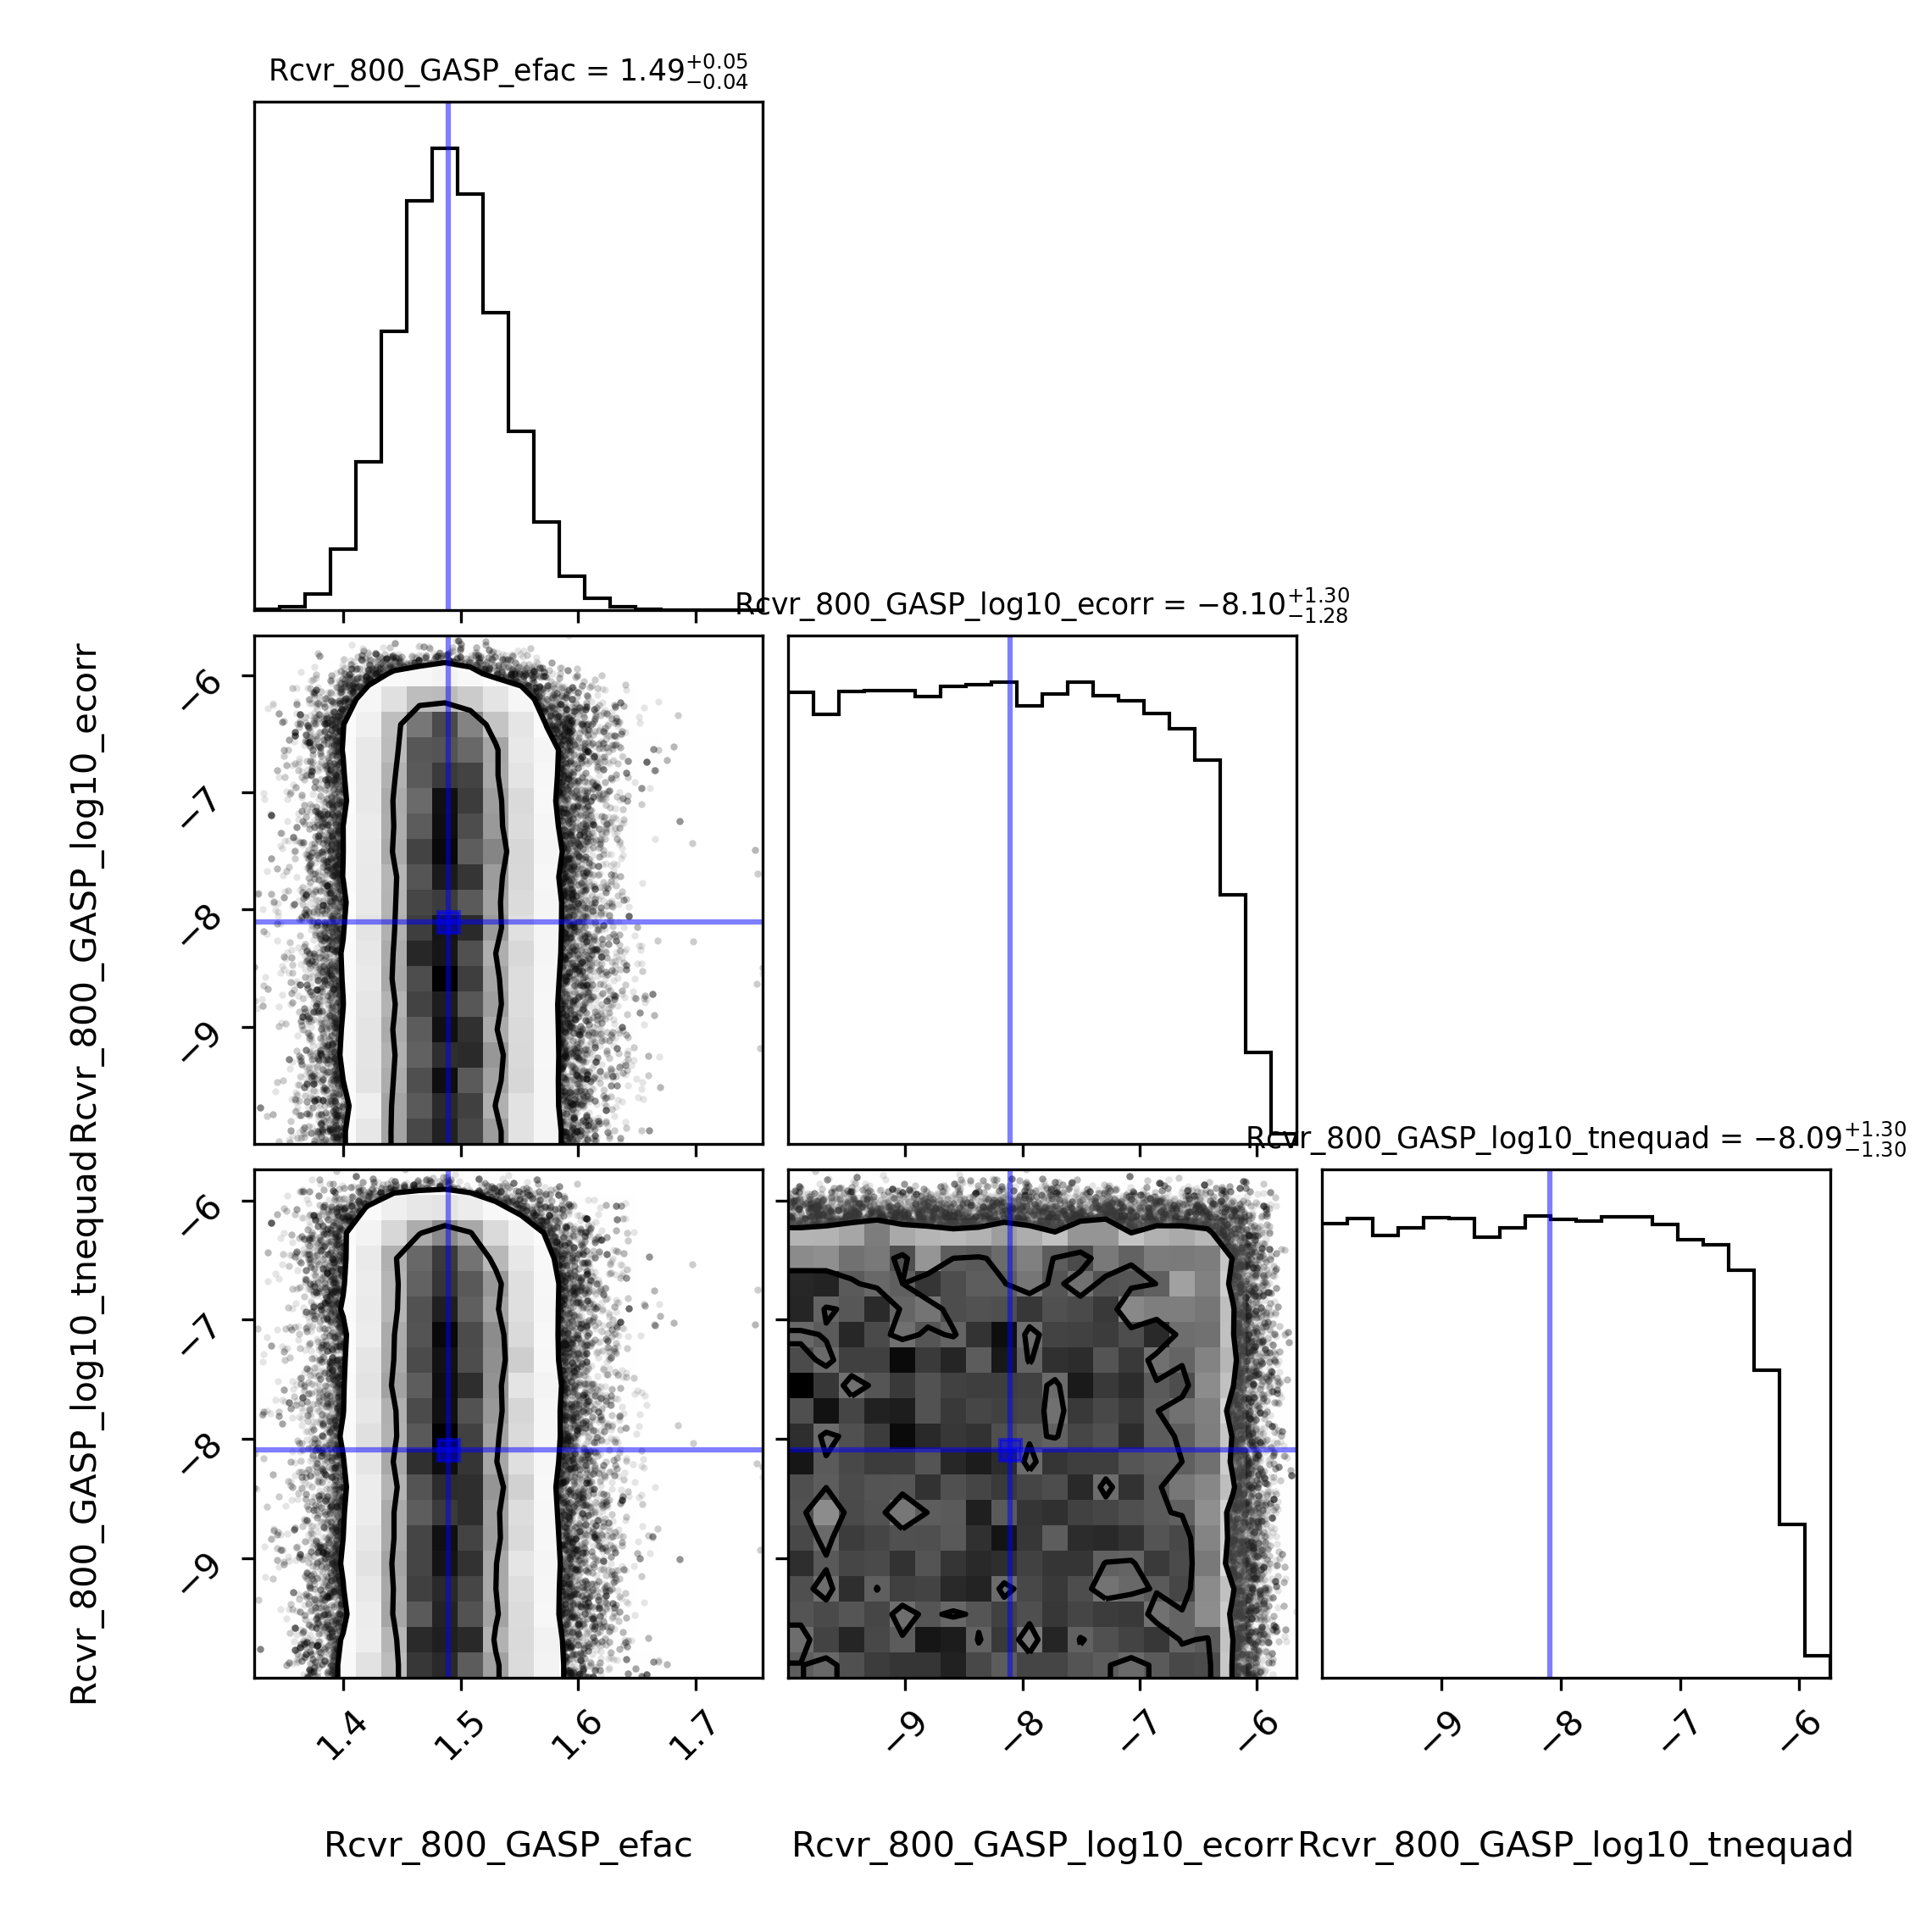 Rcvr_800_GASP_efac = 1.49 +0.05 −0.04
Rcvr_800_GASP_log10_ecorr = −8.10 +1.30 −1.28
Rcvr_800_GASP_log10_ecorr
−6
−7
−8
−9
Rcvr_800_GASP_log10_tnequad = −8.09 +1.30 −1.30
Rcvr_800_GASP_log10_tnequad
−6
−7
−8
−9
1.4 1.5 1.6 1.7
−9 −8 −7 −6
−9 −8 −7 −6
Rcvr_800_GASP_efac
Rcvr_800_GASP_log10_ecorr
Rcvr_800_GASP_log10_tnequad